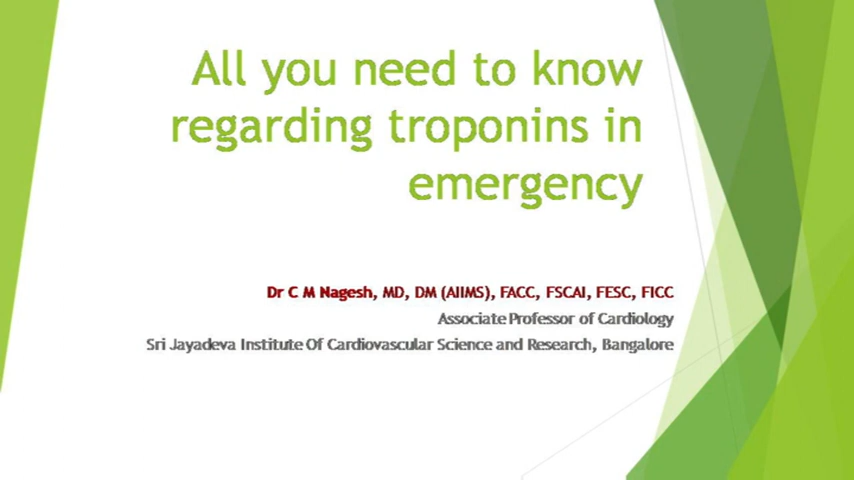 All you need to know
regarding troponins in
emergency
Dr C M Nagesh, MD, DM (AIIMS), FACC, FSCAI, FESC, FICC
Associate Professor of Cardiology
Sri Jayadeva Institute Of Cardiovascular Science and Research, Bangalore